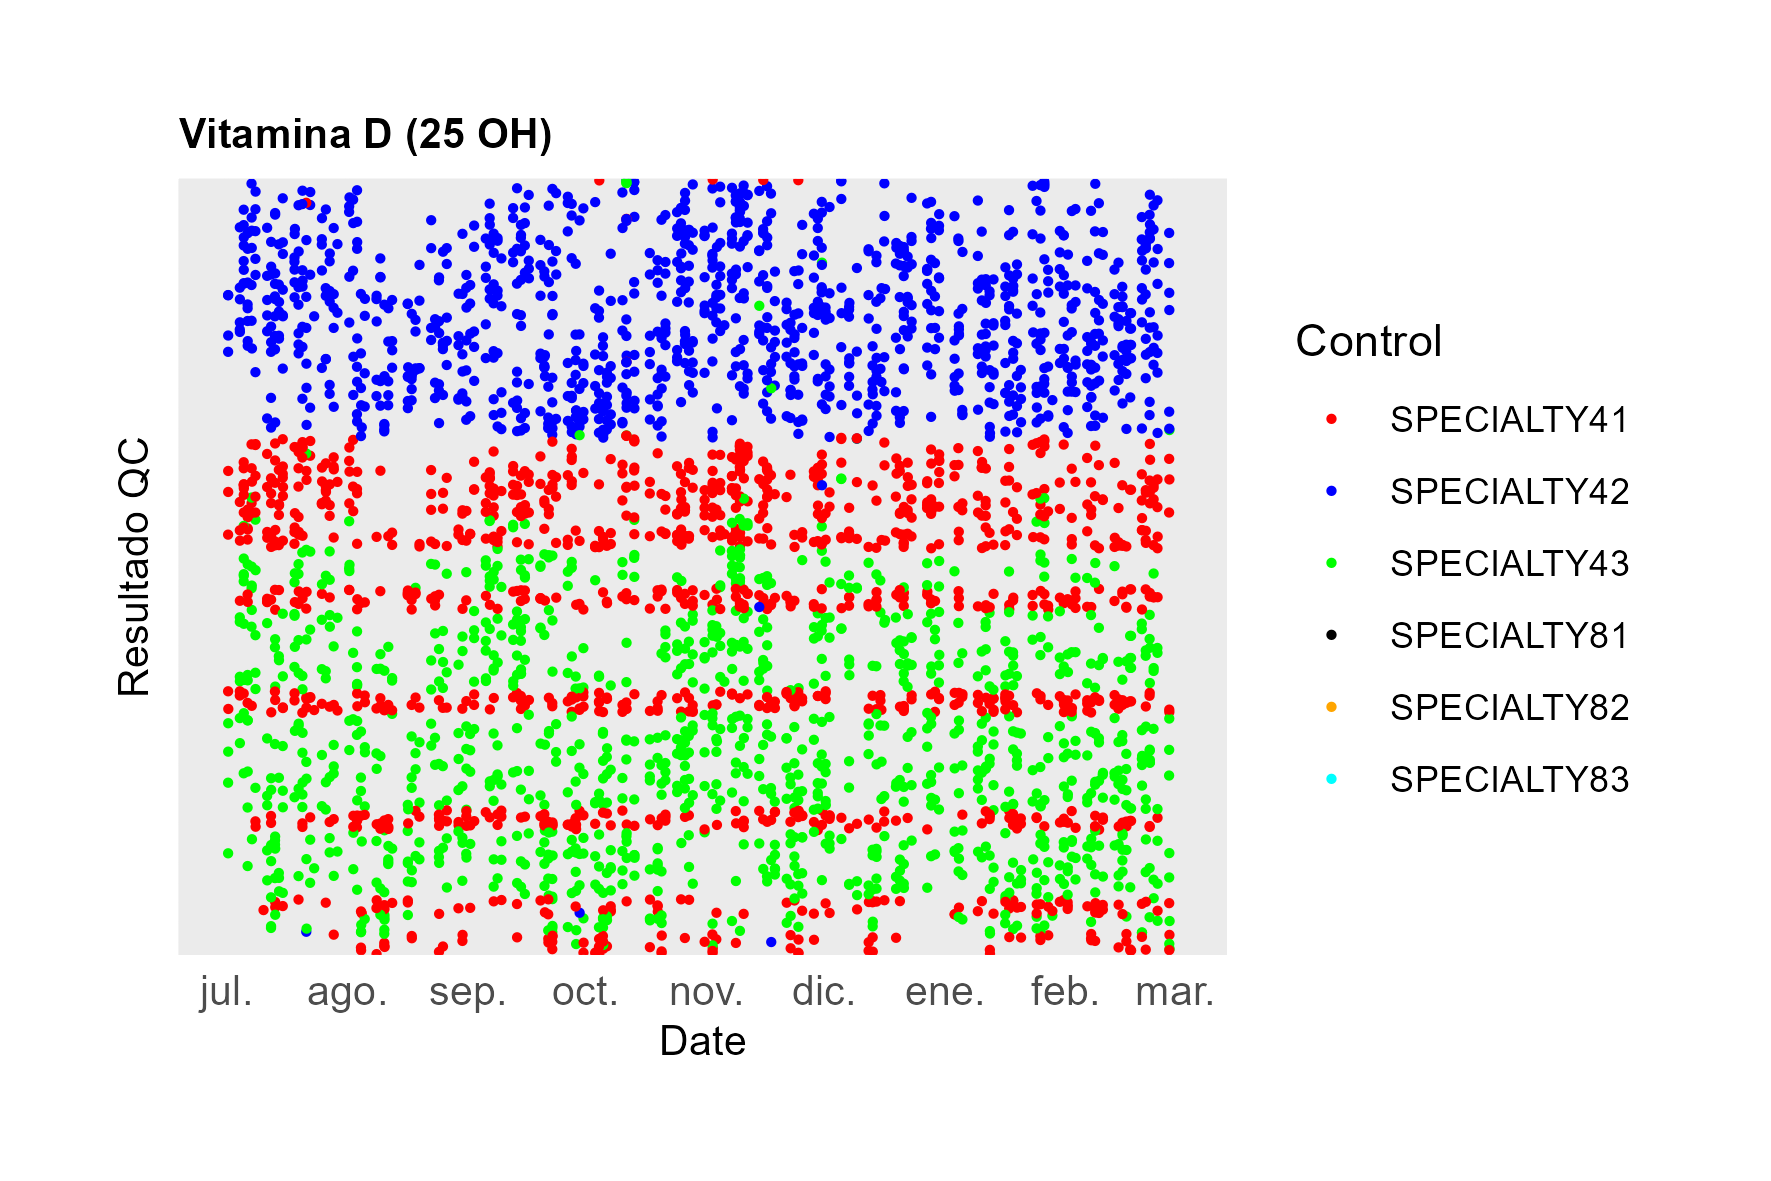 Vitamina D (25 OH)
Resultado QC
jul. ago. sep. oct. nov. dic. ene. feb. mar.
Date
Control
SPECIALTY41
SPECIALTY42
SPECIALTY43
SPECIALTY81
SPECIALTY82
SPECIALTY83